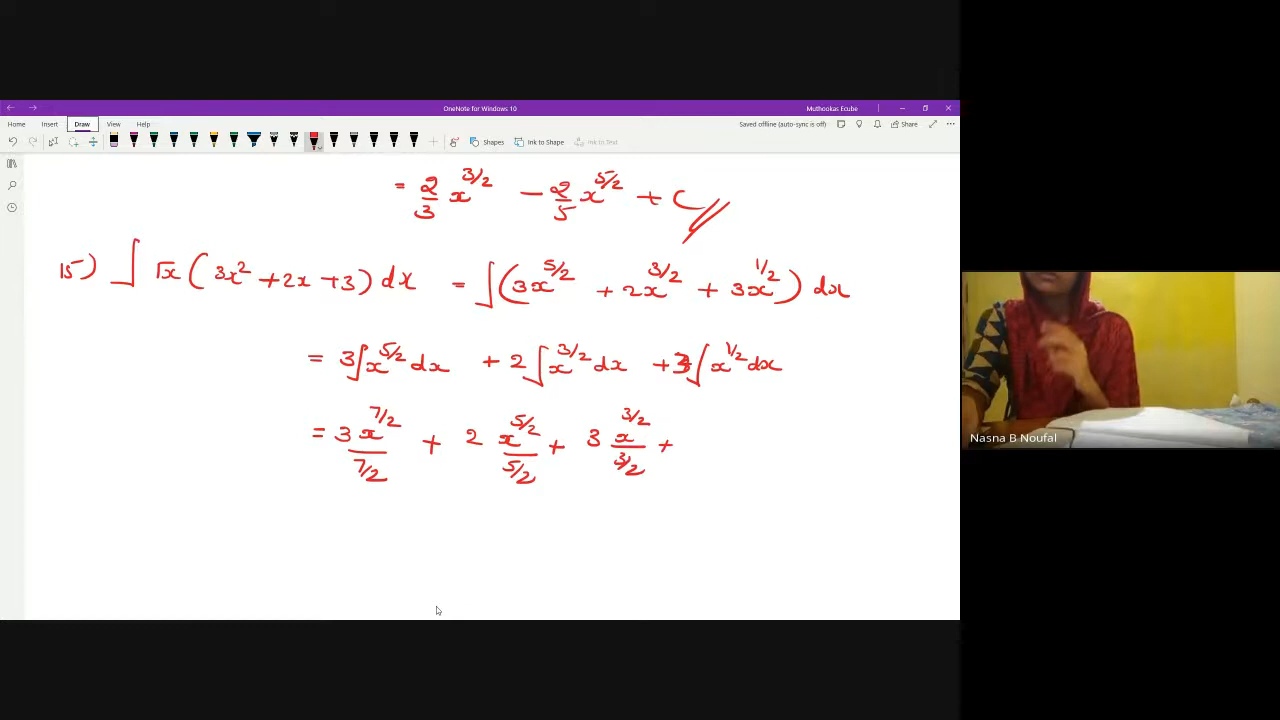 OneNote for Windows 10
Muthookas Ecube
Home Insert Draw View Help
Saved offline (auto-sync is off) Share
Shapes Ink to Shape Ink to Text
= 2/3 x^3/2 - 2/5 x^5/2 + C //
15) ∫ √x (3x² + 2x + 3) dx = ∫ (3x^5/2 + 2x^3/2 + 3x^1/2) dx
= 3∫x^5/2 dx + 2∫x^3/2 dx + 3∫x^1/2 dx
= 3 x^7/2 / 7/2 + 2 x^5/2 / 5/2 + 3 x^3/2 / 3/2 +
Nasna B Noufal